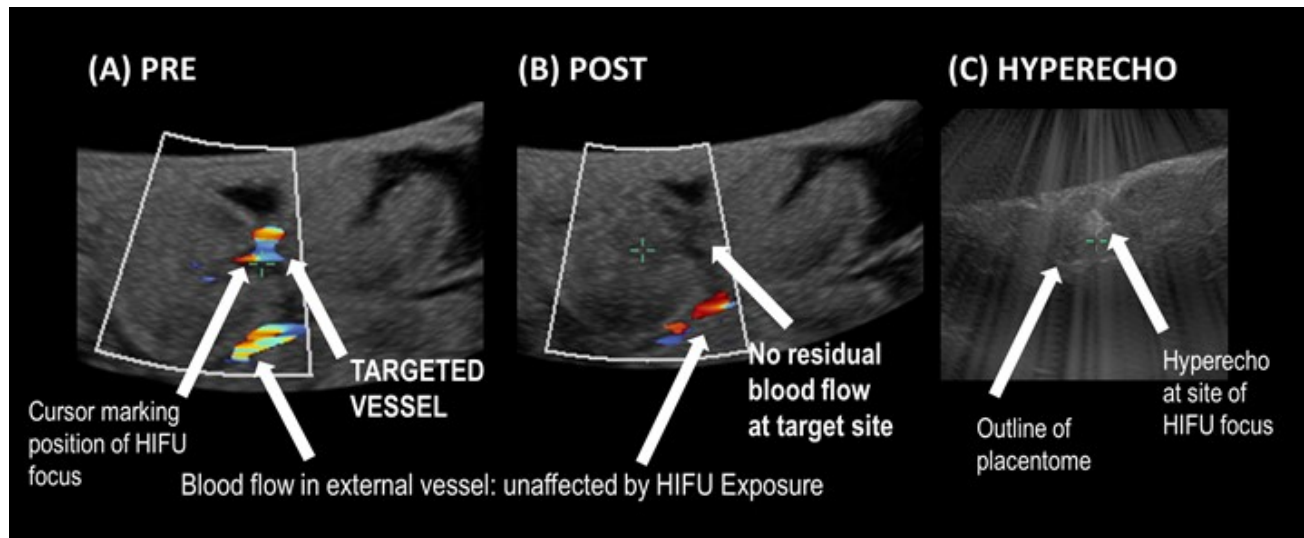 (A) PRE
(B) POST
(C) HYPERECHO
Cursor marking
position of HIFU
focus
TARGETED
VESSEL
No residual
blood flow
at target site
Outline of
placentome
Hyperecho
at site of
HIFU focus
Blood flow in external vessel: unaffected by HIFU Exposure